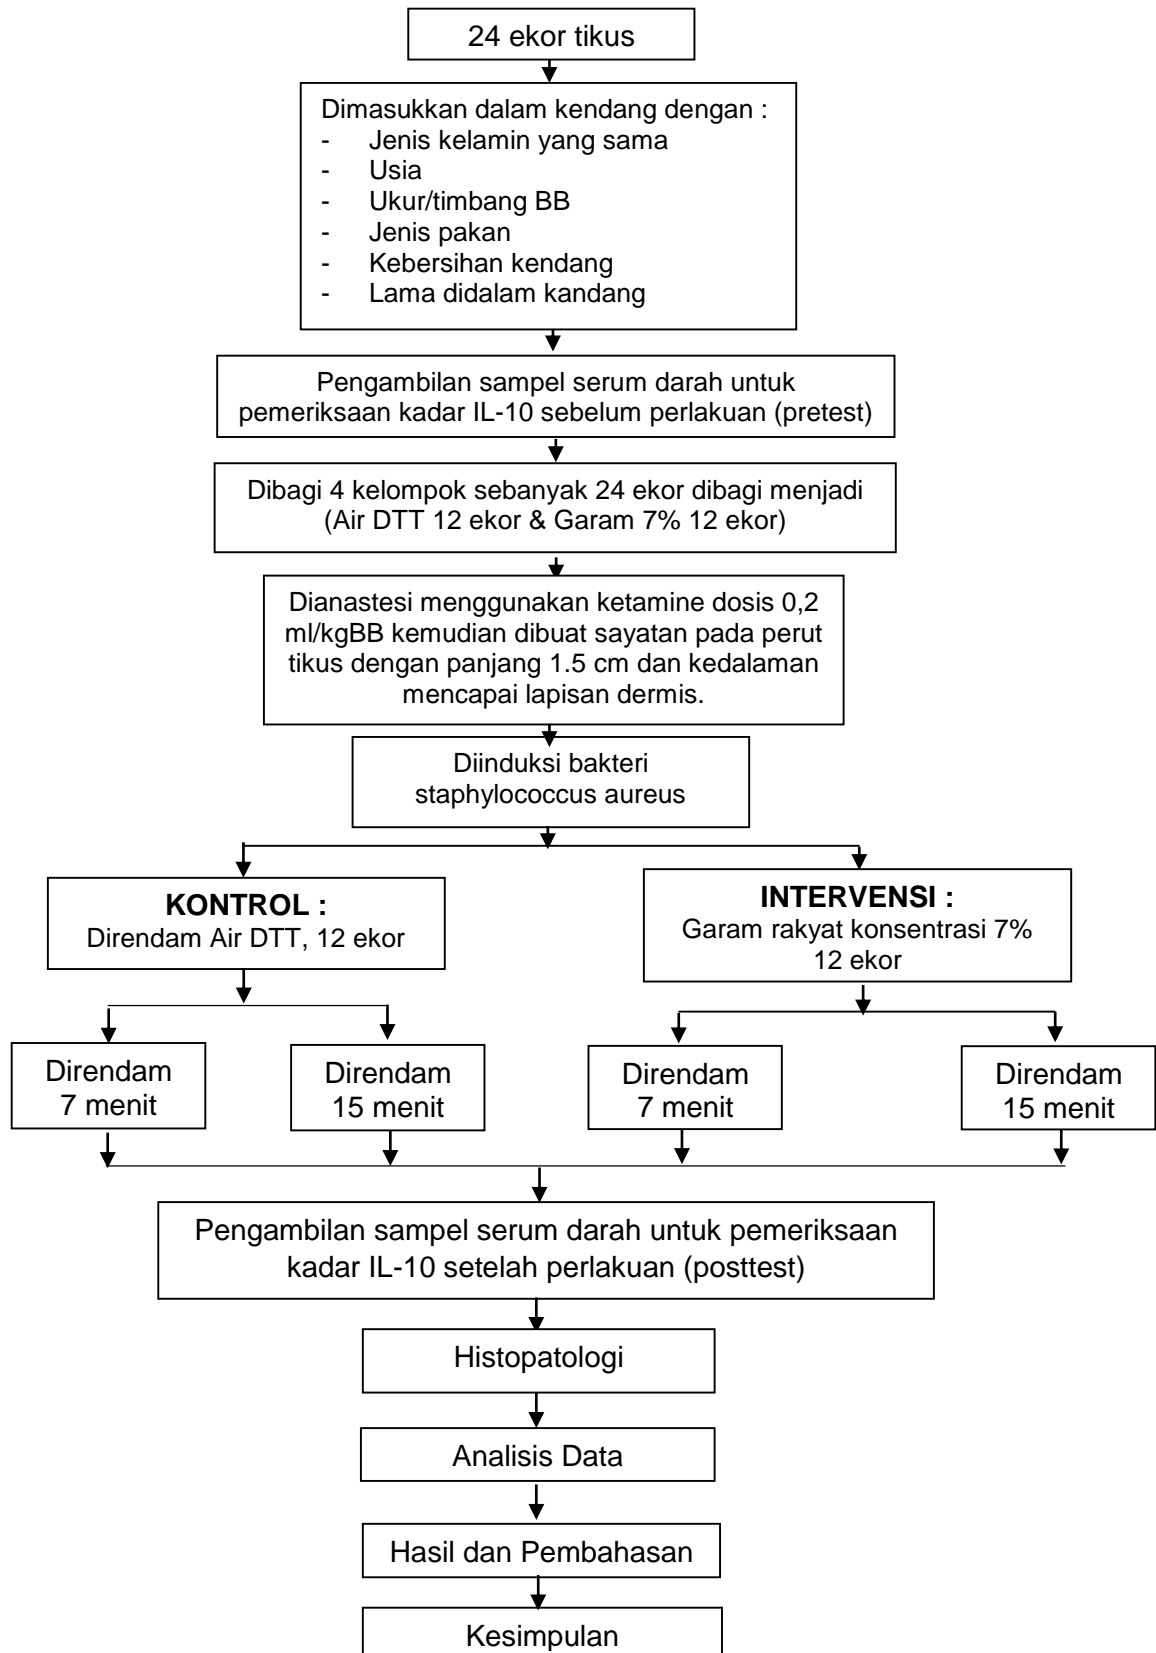 24 ekor tikus
Dimasukkan dalam kendang dengan :
- Jenis kelamin yang sama
- Usia
- Ukur/timbang BB
- Jenis pakan
- Kebersihan kendang
- Lama didalam kandang
Pengambilan sampel serum darah untuk
pemeriksaan kadar IL-10 sebelum perlakuan (pretest)
Dibagi 4 kelompok sebanyak 24 ekor dibagi menjadi
(Air DTT 12 ekor & Garam 7% 12 ekor)
Dianastesi menggunakan ketamine dosis 0,2
ml/kgBB kemudian dibuat sayatan pada perut
tikus dengan panjang 1.5 cm dan kedalaman
mencapai lapisan dermis.
Diinduksi bakteri
staphylococcus aureus
KONTROL :
Direndam Air DTT, 12 ekor
INTERVENSI :
Garam rakyat konsentrasi 7%
12 ekor
Direndam
7 menit
Direndam
15 menit
Direndam
7 menit
Direndam
15 menit
Pengambilan sampel serum darah untuk pemeriksaan
kadar IL-10 setelah perlakuan (posttest)
Histopatologi
Analisis Data
Hasil dan Pembahasan
Kesimpulan